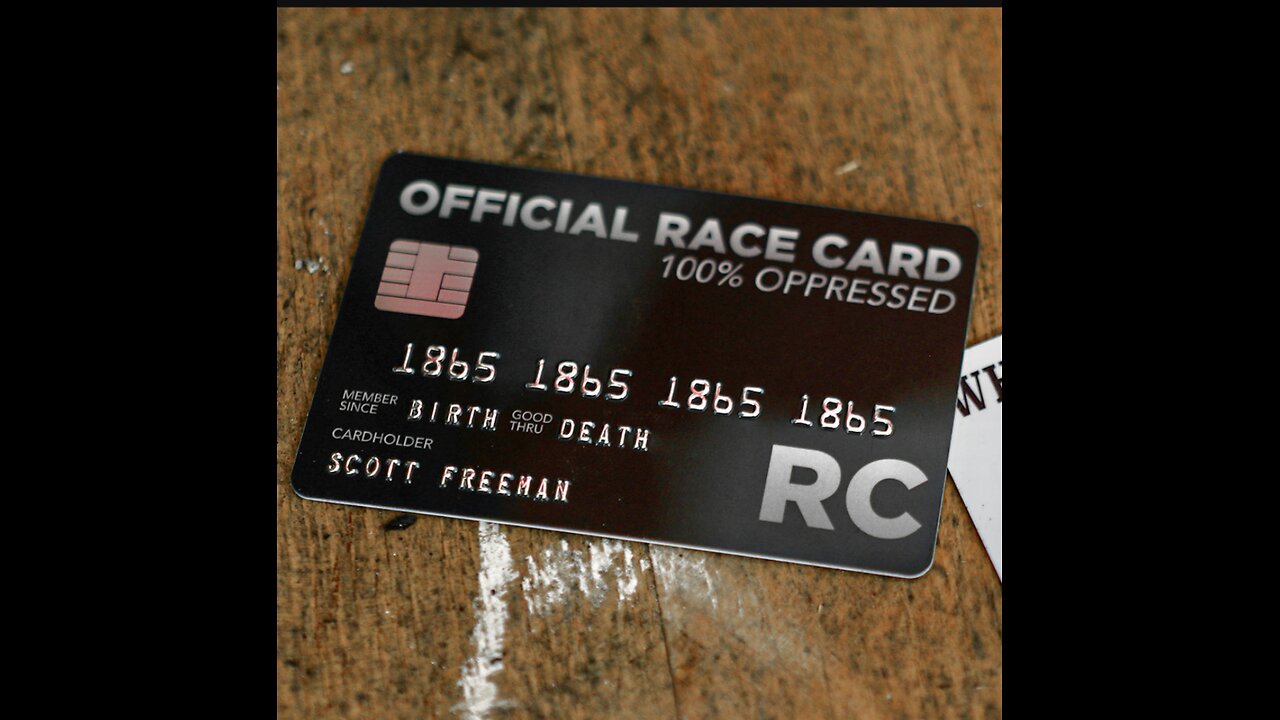 OFFICIAL RACE CARD
100% OPPRESSED
1865 1865 1865 1865
MEMBER SINCE BIRTH GOOD THRU DEATH
CARDHOLDER
SCOTT FREEMAN
RC